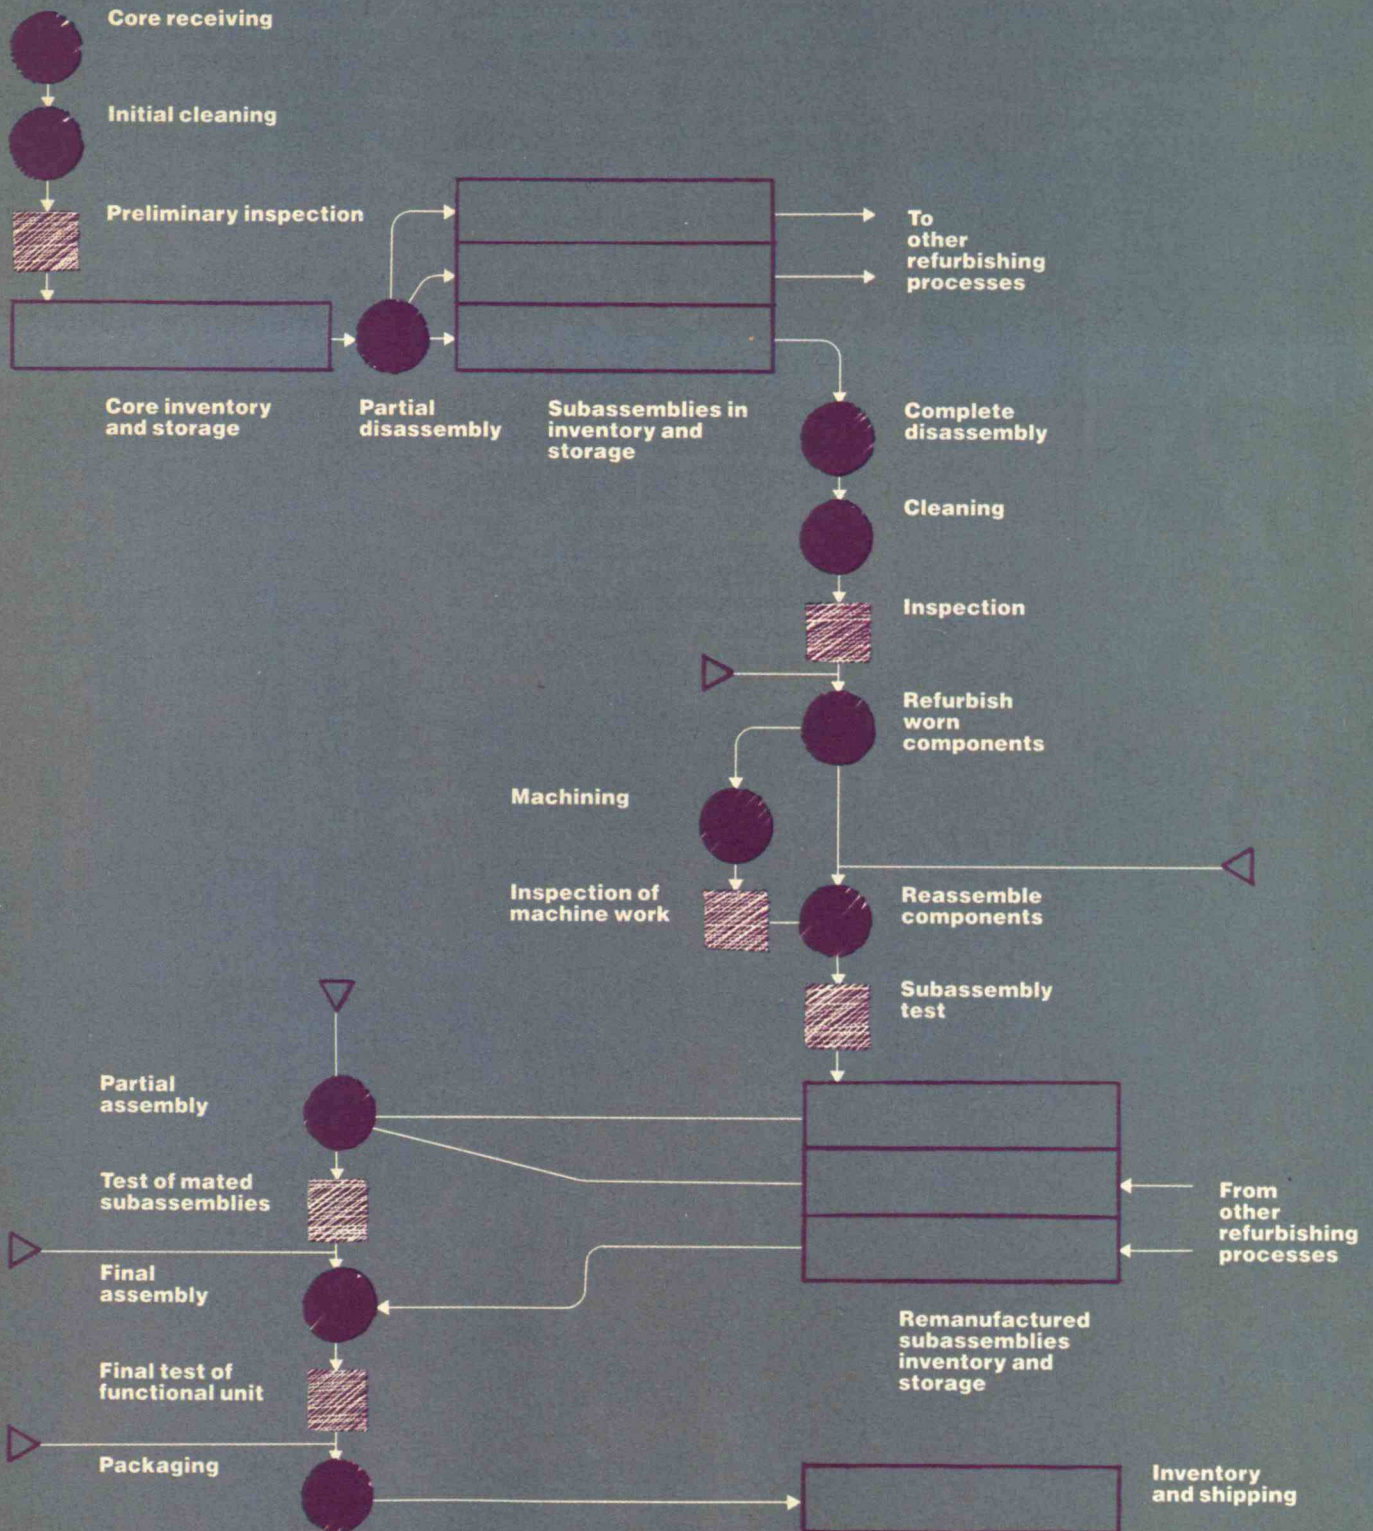 Core receiving
Initial cleaning
Preliminary inspection
To
other
refurbishing
processes
Core inventory
and storage
Partial
disassembly
Subassemblies in
inventory and
storage
Complete
disassembly
Cleaning
Inspection
Refurbish
worn
components
Machining
Inspection of
machine work
Reassemble
components
Subassembly
test
Partial
assembly
Test of mated
subassemblies
From
other
refurbishing
processes
Final
assembly
Remanufactured
subassemblies
inventory and
storage
Final test of
functional unit
Packaging
Inventory
and shipping